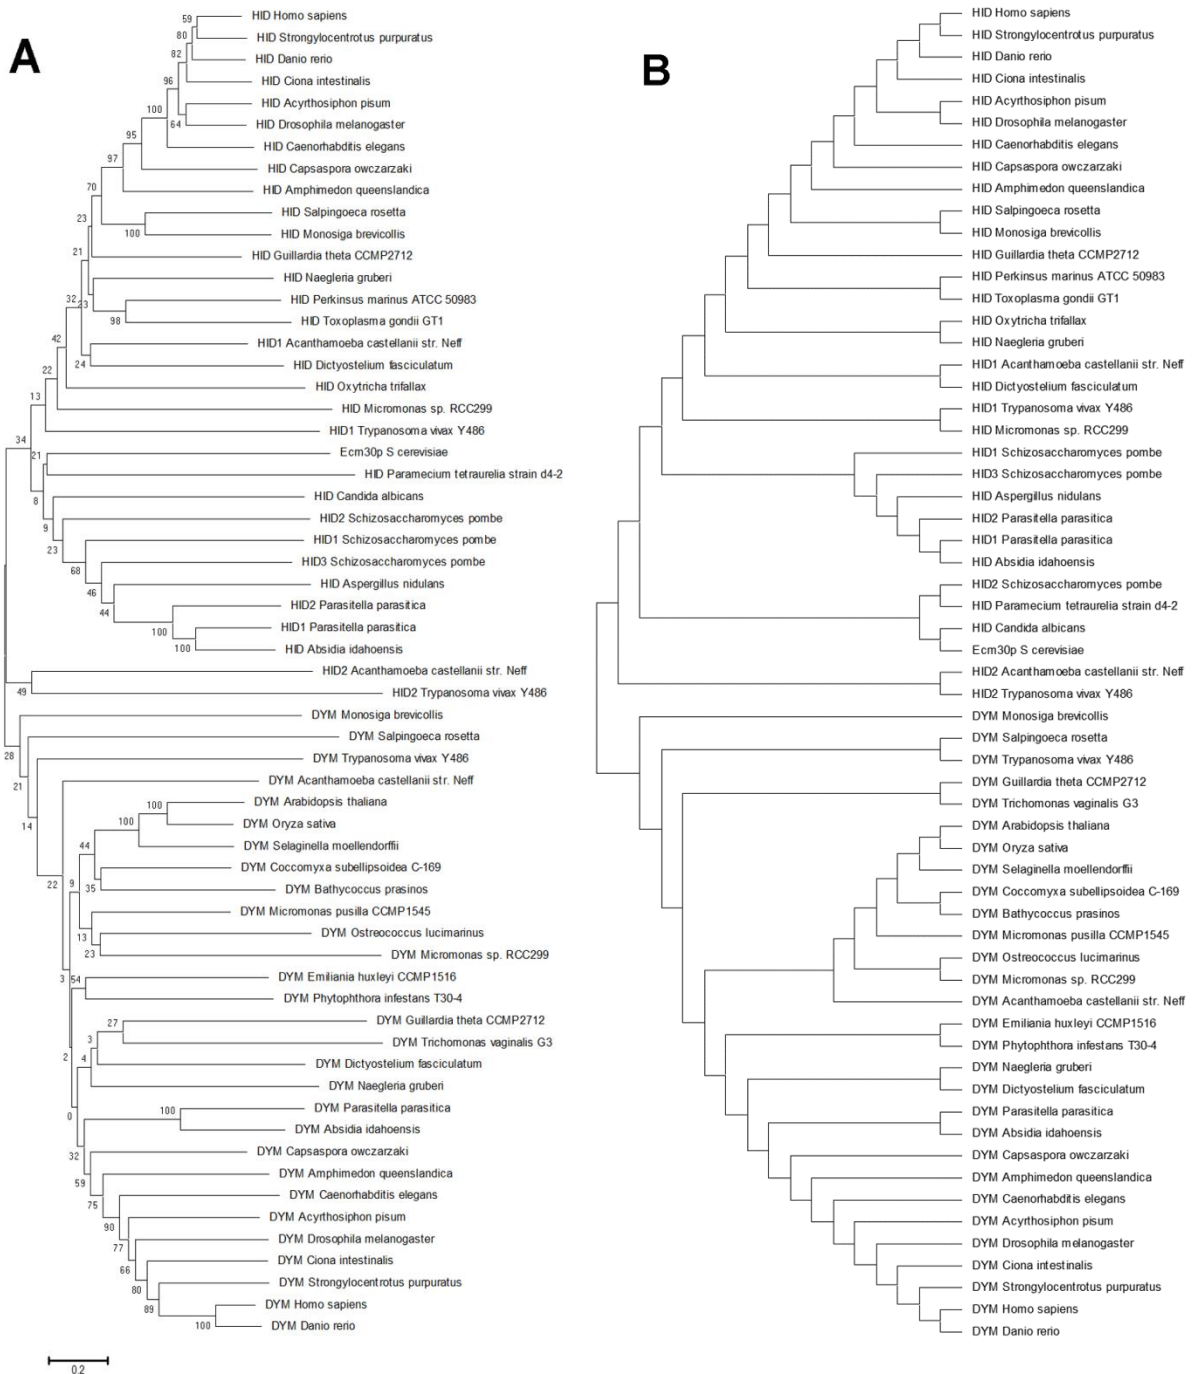 A
59
HID Homo sapiens
80
HID Strongylocentrotus purpuratus
82
HID Danio rerio
96
HID Ciona intestinalis
100
HID Acyrthosiphon pisum
64
HID Drosophila melanogaster
95
HID Caenorhabditis elegans
97
HID Capsaspora owczarzaki
70
HID Amphimedon queenslandica
23
HID Salpingoeca rosetta
100
HID Monosiga brevicollis
21
HID Guillardia theta CCMP2712
HID Naegleria gruberi
32
23
HID Perkinsus marinus ATCC 50983
98
HID Toxoplasma gondii GT1
42
HID1 Acanthamoeba castellanii str. Neff
24
HID Dictyostelium fasciculatum
22
HID Oxytricha trifallax
13
HID Micromonas sp. RCC299
HID1 Trypanosoma vivax Y486
34
21
Ecm30p S cerevisiae
HID Paramecium tetraurelia strain d4-2
8
HID Candida albicans
9
HID2 Schizosaccharomyces pombe
23
HID1 Schizosaccharomyces pombe
68
HID3 Schizosaccharomyces pombe
46
HID Aspergillus nidulans
44
HID2 Parasitella parasitica
100
HID1 Parasitella parasitica
100
HID Absidia idahoensis
HID2 Acanthamoeba castellanii str. Neff
49
HID2 Trypanosoma vivax Y486
DYM Monosiga brevicollis
28
DYM Salpingoeca rosetta
21
DYM Trypanosoma vivax Y486
14
DYM Acanthamoeba castellanii str. Neff
100
DYM Arabidopsis thaliana
100
DYM Oryza sativa
44
DYM Selaginella moellendorffii
DYM Coccomyxa subellipsoidea C-169
22
9
35
DYM Bathycoccus prasinos
DYM Micromonas pusilla CCMP1545
13
DYM Ostreococcus lucimarinus
23
DYM Micromonas sp. RCC299
3
54
DYM Emiliania huxleyi CCMP1516
DYM Phytophthora infestans T30-4
27
DYM Guillardia theta CCMP2712
3
DYM Trichomonas vaginalis G3
2
4
DYM Dictyostelium fasciculatum
DYM Naegleria gruberi
0
100
DYM Parasitella parasitica
DYM Absidia idahoensis
32
DYM Capsaspora owczarzaki
59
DYM Amphimedon queenslandica
75
DYM Caenorhabditis elegans
90
DYM Acyrthosiphon pisum
77
DYM Drosophila melanogaster
66
DYM Ciona intestinalis
80
DYM Strongylocentrotus purpuratus
89
DYM Homo sapiens
100
DYM Danio rerio
0.2
B
HID Homo sapiens
HID Strongylocentrotus purpuratus
HID Danio rerio
HID Ciona intestinalis
HID Acyrthosiphon pisum
HID Drosophila melanogaster
HID Caenorhabditis elegans
HID Capsaspora owczarzaki
HID Amphimedon queenslandica
HID Salpingoeca rosetta
HID Monosiga brevicollis
HID Guillardia theta CCMP2712
HID Perkinsus marinus ATCC 50983
HID Toxoplasma gondii GT1
HID Oxytricha trifallax
HID Naegleria gruberi
HID1 Acanthamoeba castellanii str. Neff
HID Dictyostelium fasciculatum
HID1 Trypanosoma vivax Y486
HID Micromonas sp. RCC299
HID1 Schizosaccharomyces pombe
HID3 Schizosaccharomyces pombe
HID Aspergillus nidulans
HID2 Parasitella parasitica
HID1 Parasitella parasitica
HID Absidia idahoensis
HID2 Schizosaccharomyces pombe
HID Paramecium tetraurelia strain d4-2
HID Candida albicans
Ecm30p S cerevisiae
HID2 Acanthamoeba castellanii str. Neff
HID2 Trypanosoma vivax Y486
DYM Monosiga brevicollis
DYM Salpingoeca rosetta
DYM Trypanosoma vivax Y486
DYM Guillardia theta CCMP2712
DYM Trichomonas vaginalis G3
DYM Arabidopsis thaliana
DYM Oryza sativa
DYM Selaginella moellendorffii
DYM Coccomyxa subellipsoidea C-169
DYM Bathycoccus prasinos
DYM Micromonas pusilla CCMP1545
DYM Ostreococcus lucimarinus
DYM Micromonas sp. RCC299
DYM Acanthamoeba castellanii str. Neff
DYM Emiliania huxleyi CCMP1516
DYM Phytophthora infestans T30-4
DYM Naegleria gruberi
DYM Dictyostelium fasciculatum
DYM Parasitella parasitica
DYM Absidia idahoensis
DYM Capsaspora owczarzaki
DYM Amphimedon queenslandica
DYM Caenorhabditis elegans
DYM Acyrthosiphon pisum
DYM Drosophila melanogaster
DYM Ciona intestinalis
DYM Strongylocentrotus purpuratus
DYM Homo sapiens
DYM Danio rerio